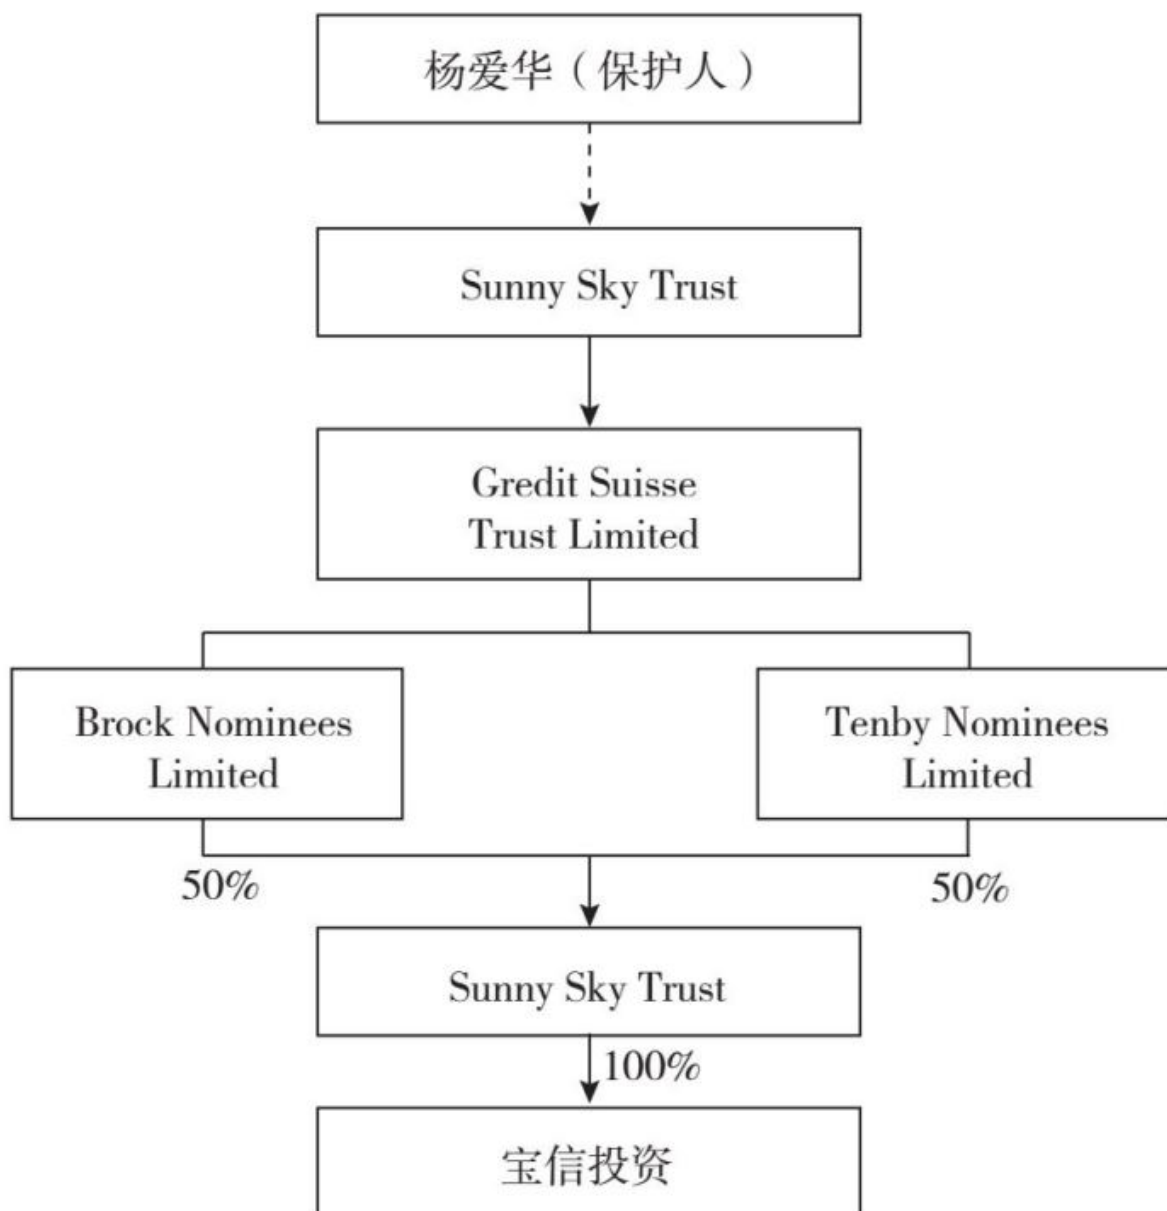 杨爱华（保护人）
Sunny Sky Trust
Gredit Suisse
Trust Limited
Brock Nominees
Limited
Tenby Nominees
Limited
50%
50%
Sunny Sky Trust
100%
宝信投资